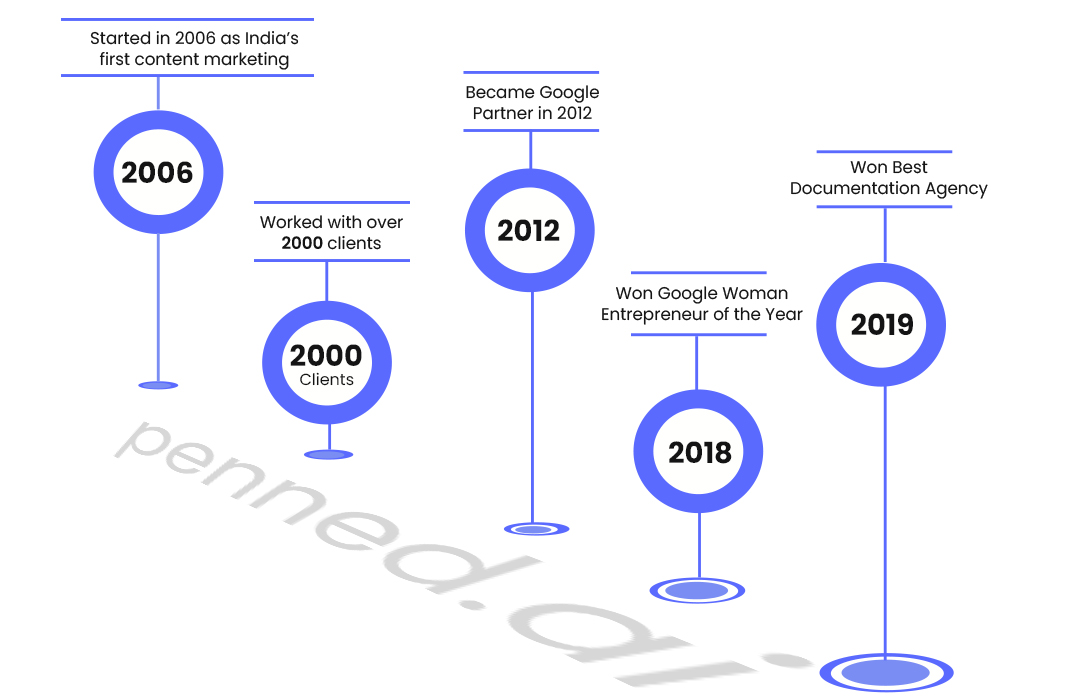 Started in 2006 as India’s
first content marketing
2006
Worked with over
2000 clients
2000
Clients
Became Google
Partner in 2012
2012
Won Google Woman
Entrepreneur of the Year
2018
Won Best
Documentation Agency
2019
penned.ai